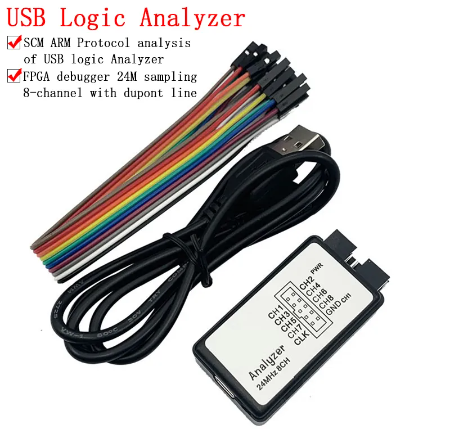 USB Logic Analyzer
SCM ARM Protocol analysis
of USB logic Analyzer
FPGA debugger 24M sampling
8-channel with dupont line
PWR
CH1 CH2
CH3 CH4
CH5 CH6
CH7 CH8
CLK GND CIN
Analyzer
24MHz 8CH